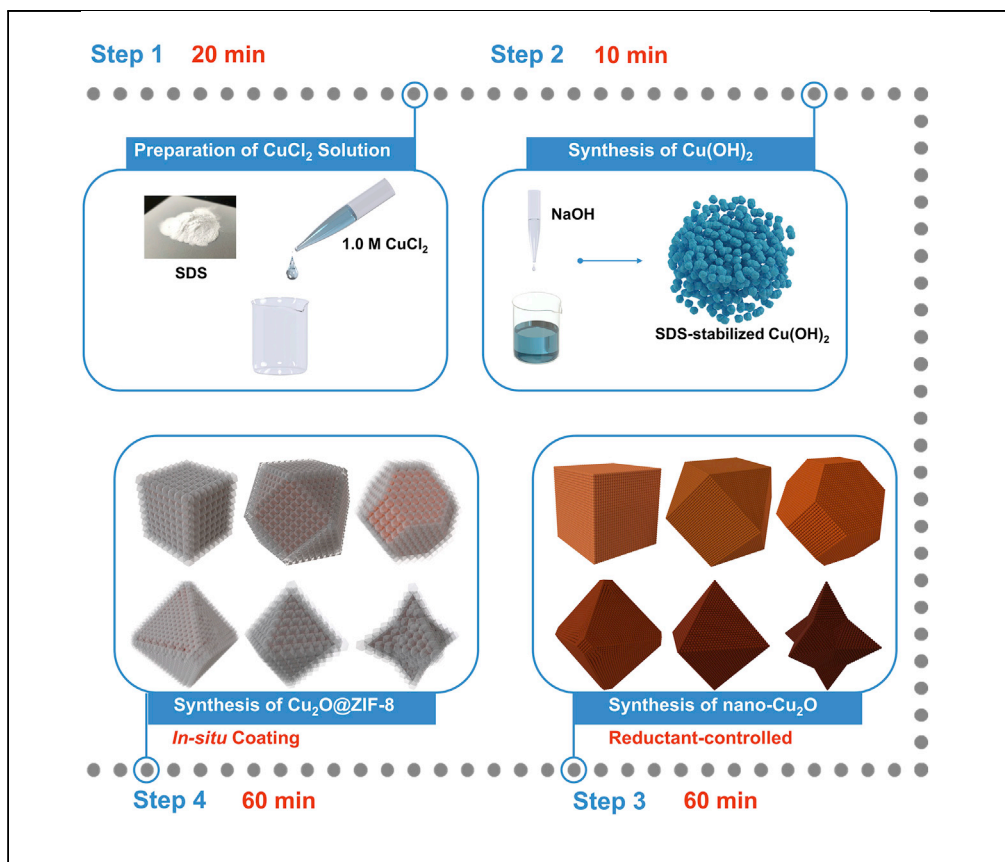 Step 1 20 min
Step 2 10 min
Preparation of CuCl₂ Solution
SDS
1.0 M CuCl₂
Synthesis of Cu(OH)₂
NaOH
SDS-stabilized Cu(OH)₂
Synthesis of Cu₂O@ZIF-8
In-situ Coating
Synthesis of nano-Cu₂O
Reductant-controlled
Step 4 60 min
Step 3 60 min